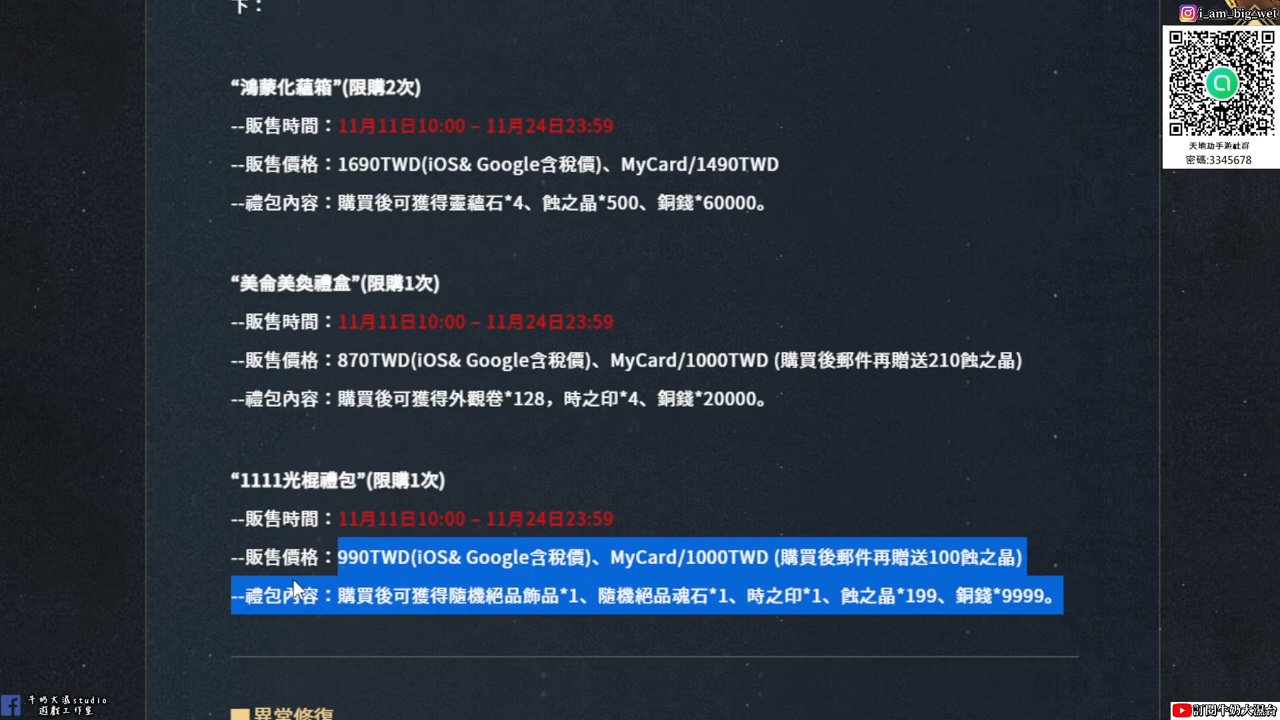 下：
“鴻蒙化蘊箱”(限購2次)
--販售時間：11月11日10:00 – 11月24日23:59
--販售價格：1690TWD(iOS& Google含稅價)、MyCard/1490TWD
--禮包內容：購買後可獲得靈蘊石*4、蝕之晶*500、銅錢*60000。
“美侖美奐禮盒”(限購1次)
--販售時間：11月11日10:00 – 11月24日23:59
--販售價格：870TWD(iOS& Google含稅價)、MyCard/1000TWD (購買後郵件再贈送210蝕之晶)
--禮包內容：購買後可獲得外觀卷*128，時之印*4、銅錢*20000。
“1111光棍禮包”(限購1次)
--販售時間：11月11日10:00 – 11月24日23:59
--販售價格：990TWD(iOS& Google含稅價)、MyCard/1000TWD (購買後郵件再贈送100蝕之晶)
--禮包內容：購買後可獲得隨機絕品飾品*1、隨機絕品魂石*1、時之印*1、蝕之晶*199、銅錢*9999。
■異常修復
i_am_big_wet
天地劫手遊社群
密碼:3345678
牛奶大濕studio
遊戲工作室
訂閱牛奶大濕台